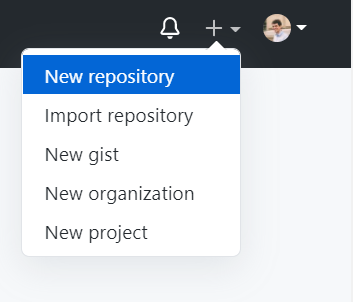 New repository
Import repository
New gist
New organization
New project